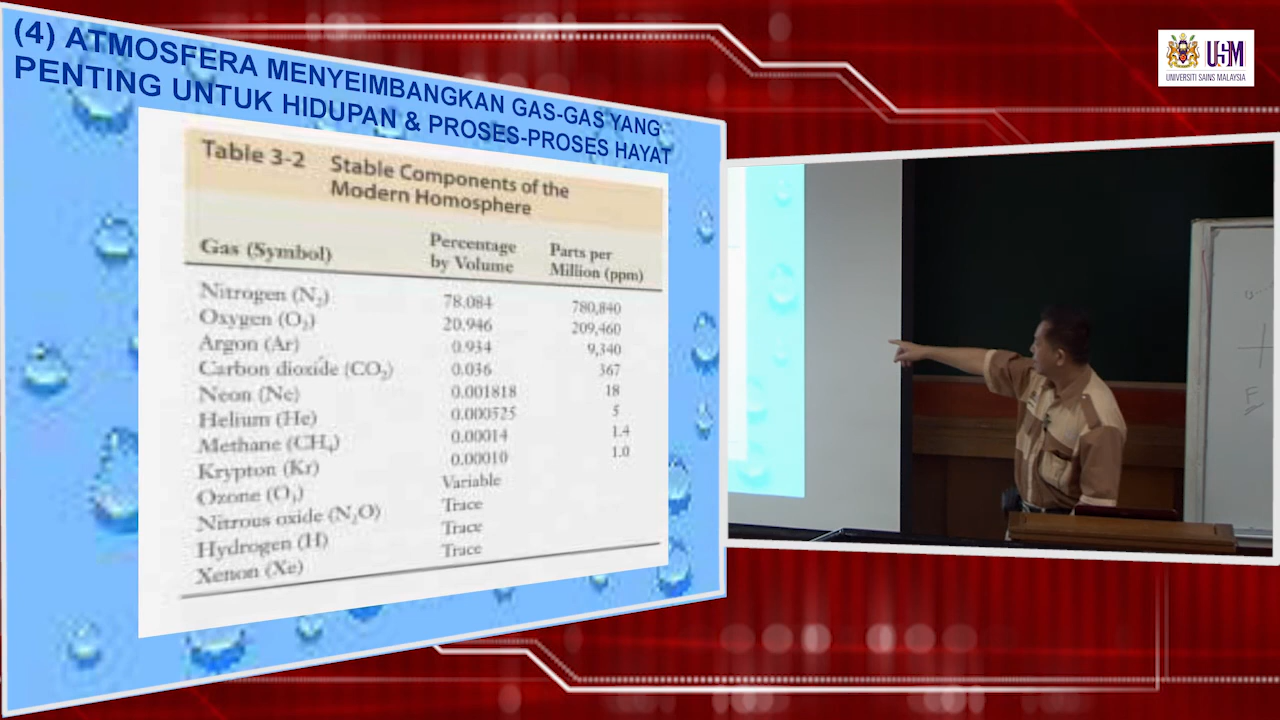 (4) ATMOSFERA MENYEIMBANGKAN GAS-GAS YANG
PENTING UNTUK HIDUPAN & PROSES-PROSES HAYAT
Table 3-2 Stable Components of the
Modern Homosphere
Gas (Symbol) Percentage by Volume Parts per Million (ppm)
Nitrogen (N₂) 78.084 780,840
Oxygen (O₂) 20.946 209,460
Argon (Ar) 0.934 9,340
Carbon dioxide (CO₂) 0.036 367
Neon (Ne) 0.001818 18
Helium (He) 0.000525 5
Methane (CH₄) 0.00014 1.4
Krypton (Kr) 0.00010 1.0
Ozone (O₃) Variable
Nitrous oxide (N₂O) Trace
Hydrogen (H) Trace
Xenon (Xe) Trace
USM
UNIVERSITI SAINS MALAYSIA
E